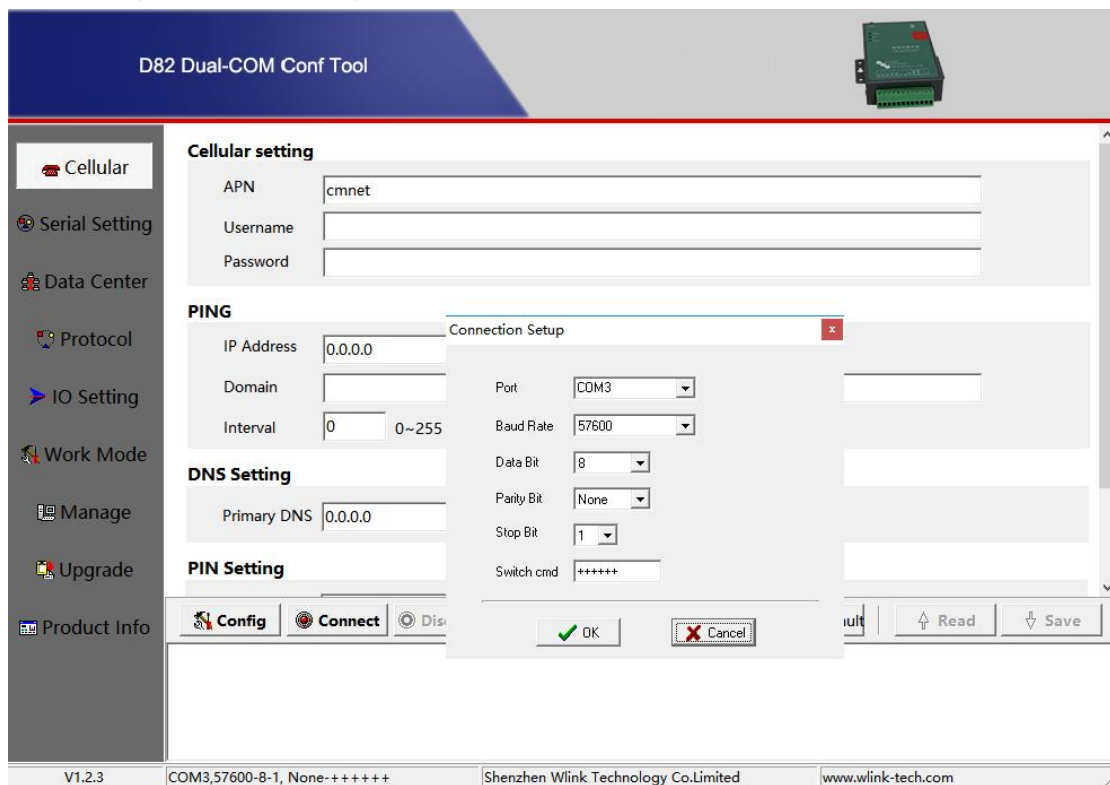 D82 Dual-COM Conf Tool
Cellular
Serial Setting
Data Center
Protocol
IO Setting
Work Mode
Manage
Upgrade
Product Info
Cellular setting
APN cmnet
Username
Password
PING
IP Address 0.0.0.0
Domain
Interval 0 0~255
DNS Setting
Primary DNS 0.0.0.0
PIN Setting
Connection Setup x
Port COM3
Baud Rate 57600
Data Bit 8
Parity Bit None
Stop Bit 1
Switch cmd ++++++
OK Cancel
Config Connect Dis ault Read Save
V1.2.3 COM3,57600-8-1, None-++++++ Shenzhen Wlink Technology Co.Limited www.wlink-tech.com